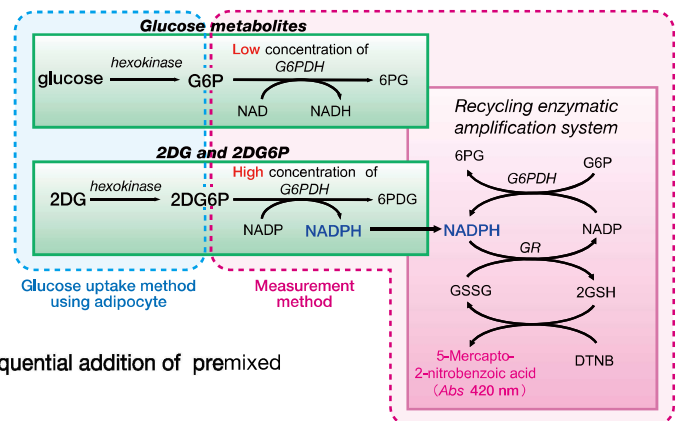 Glucose metabolites
glucose
hexokinase
G6P
Low concentration of
G6PDH
6PG
NAD
NADH
2DG and 2DG6P
2DG
hexokinase
2DG6P
High concentration of
G6PDH
6PDG
NADP
NADPH
Glucose uptake method
using adipocyte
Measurement
method
Recycling enzymatic
amplification system
6PG
G6P
G6PDH
NADPH
NADP
GR
GSSG
2GSH
5-Mercapto-
2-nitrobenzoic acid
(Abs 420 nm)
DTNB
quential addition of premixed